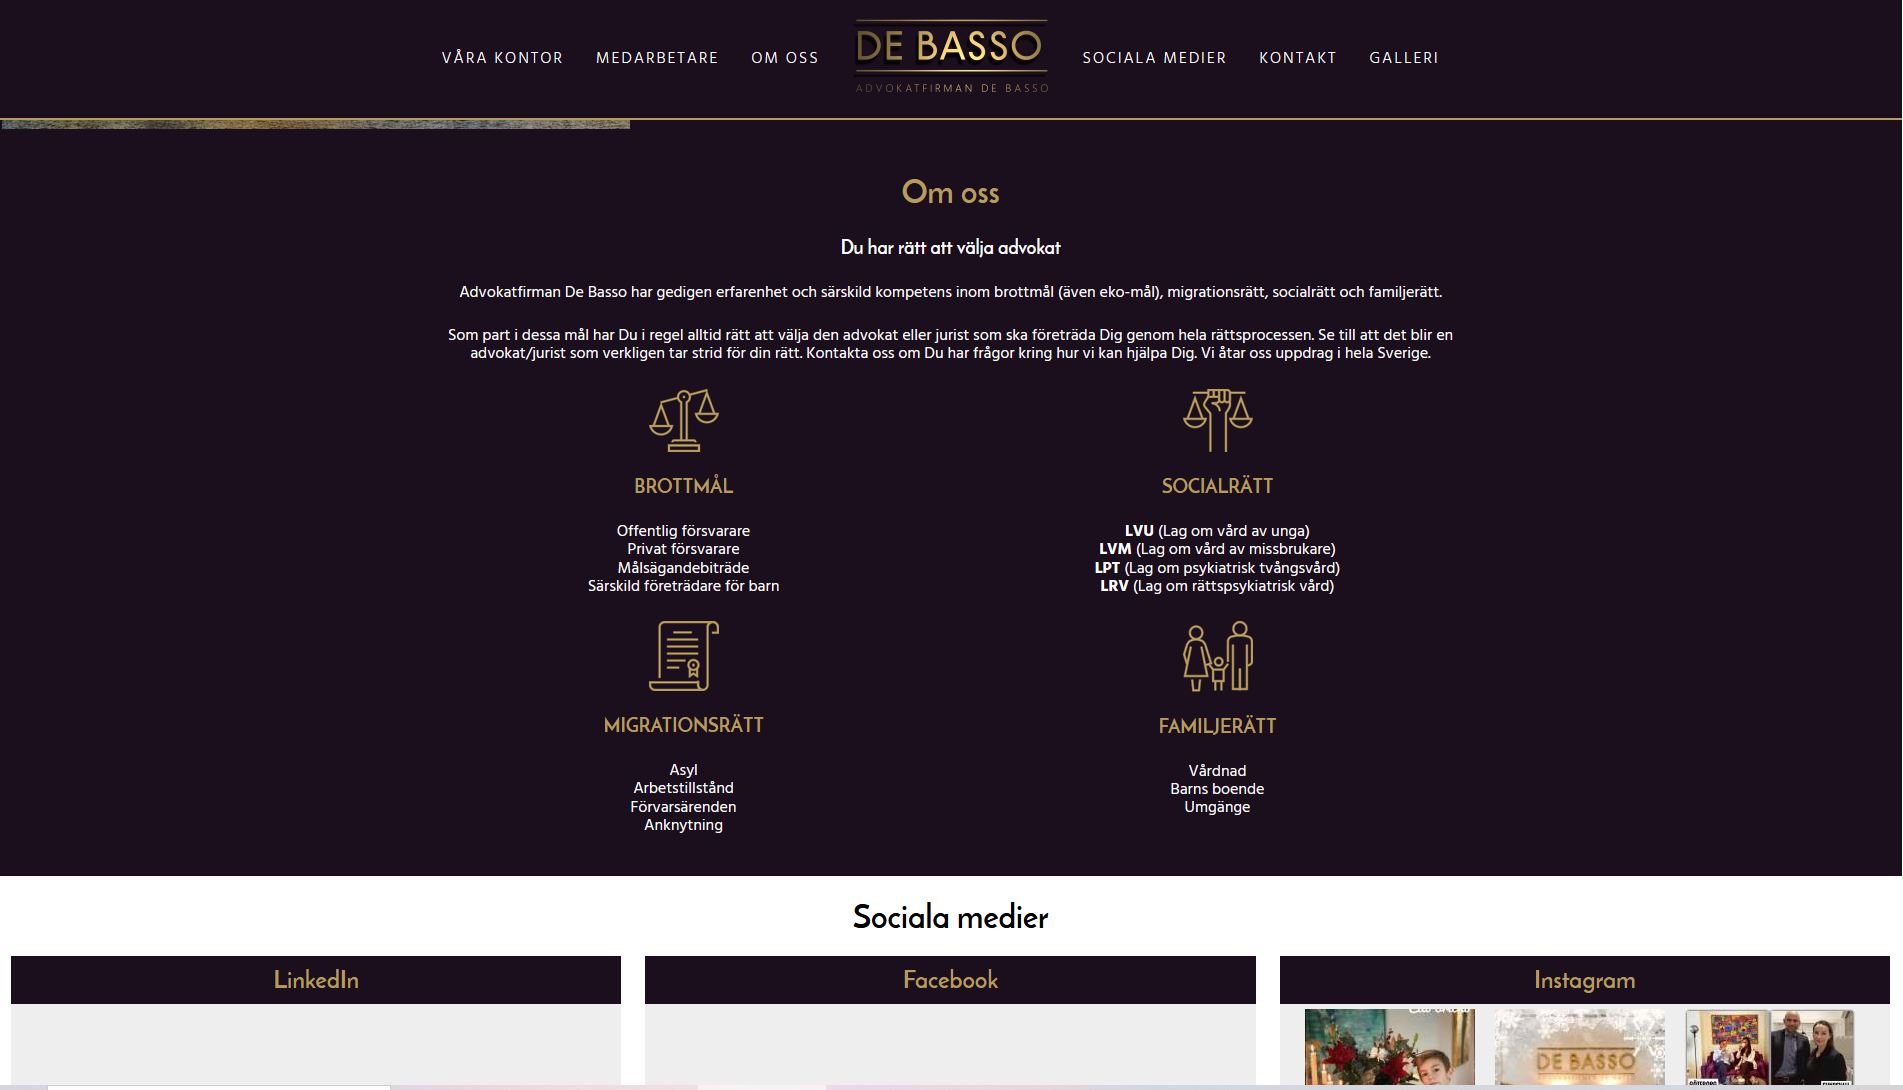 VÅRA KONTOR
MEDARBETARE
OM OSS
DE BASSO
ADVOKATFIRMAN DE BASSO
SOCIALA MEDIER
KONTAKT
GALLERI
Om oss
Du har rätt att välja advokat
Advokatfirman De Basso har gedigen erfarenhet och särskild kompetens inom brottmål (även eko-mål), migrationsrätt, socialrätt och familjerätt.
Som part i dessa mål har Du i regel alltid rätt att välja den advokat eller jurist som ska företräda Dig genom hela rättsprocessen. Se till att det blir en
advokat/jurist som verkligen tar strid för din rätt. Kontakta oss om Du har frågor kring hur vi kan hjälpa Dig. Vi åtar oss uppdrag i hela Sverige.
BROTTMÅL
Offentlig försvarare
Privat försvarare
Målsägandebiträde
Särskild företrädare för barn
SOCIALRÄTT
LVU (Lag om vård av unga)
LVM (Lag om vård av missbrukare)
LPT (Lag om psykiatrisk tvångsvård)
LRV (Lag om rättspsykiatrisk vård)
MIGRATIONSRÄTT
Asyl
Arbetstillstånd
Förvarsärenden
Anknytning
FAMILJERÄTT
Vårdnad
Barns boende
Umgänge
Sociala medier
LinkedIn
Facebook
Instagram
DE BASSO